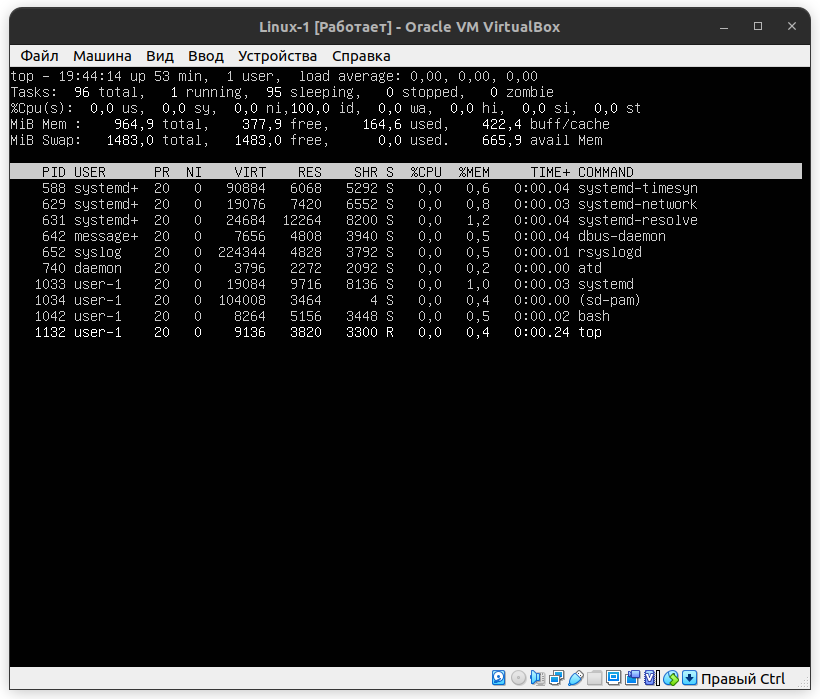 Linux-1 [Работает] - Oracle VM VirtualBox
Файл Машина Вид Ввод Устройства Справка
top - 19:44:14 up 53 min,  1 user,  load average: 0,00, 0,00, 0,00
Tasks:  96 total,   1 running,  95 sleeping,   0 stopped,   0 zombie
%Cpu(s):  0,0 us,  0,0 sy,  0,0 ni,100,0 id,  0,0 wa,  0,0 hi,  0,0 si,  0,0 st
MiB Mem :    964,9 total,    377,9 free,    164,6 used,    422,4 buff/cache
MiB Swap:   1483,0 total,   1483,0 free,      0,0 used.    665,9 avail Mem
PID USER      PR  NI    VIRT    RES    SHR S  %CPU  %MEM     TIME+ COMMAND
588 systemd+  20   0   90884   6068   5292 S   0,0   0,6   0:00.04 systemd-timesyn
629 systemd+  20   0   19076   7420   6552 S   0,0   0,8   0:00.03 systemd-network
631 systemd+  20   0   24684  12264   8200 S   0,0   1,2   0:00.04 systemd-resolve
642 message+  20   0    7656   4808   3940 S   0,0   0,5   0:00.04 dbus-daemon
652 syslog    20   0  224344   4828   3792 S   0,0   0,5   0:00.01 rsyslogd
740 daemon    20   0    3796   2272   2092 S   0,0   0,2   0:00.00 atd
1033 user-1    20   0   19084   9716   8136 S   0,0   1,0   0:00.03 systemd
1034 user-1    20   0  104008   3464      4 S   0,0   0,4   0:00.00 (sd-pam)
1042 user-1    20   0    8264   5156   3448 S   0,0   0,5   0:00.02 bash
1132 user-1    20   0    9136   3820   3300 R   0,0   0,4   0:00.24 top
Правый Ctrl